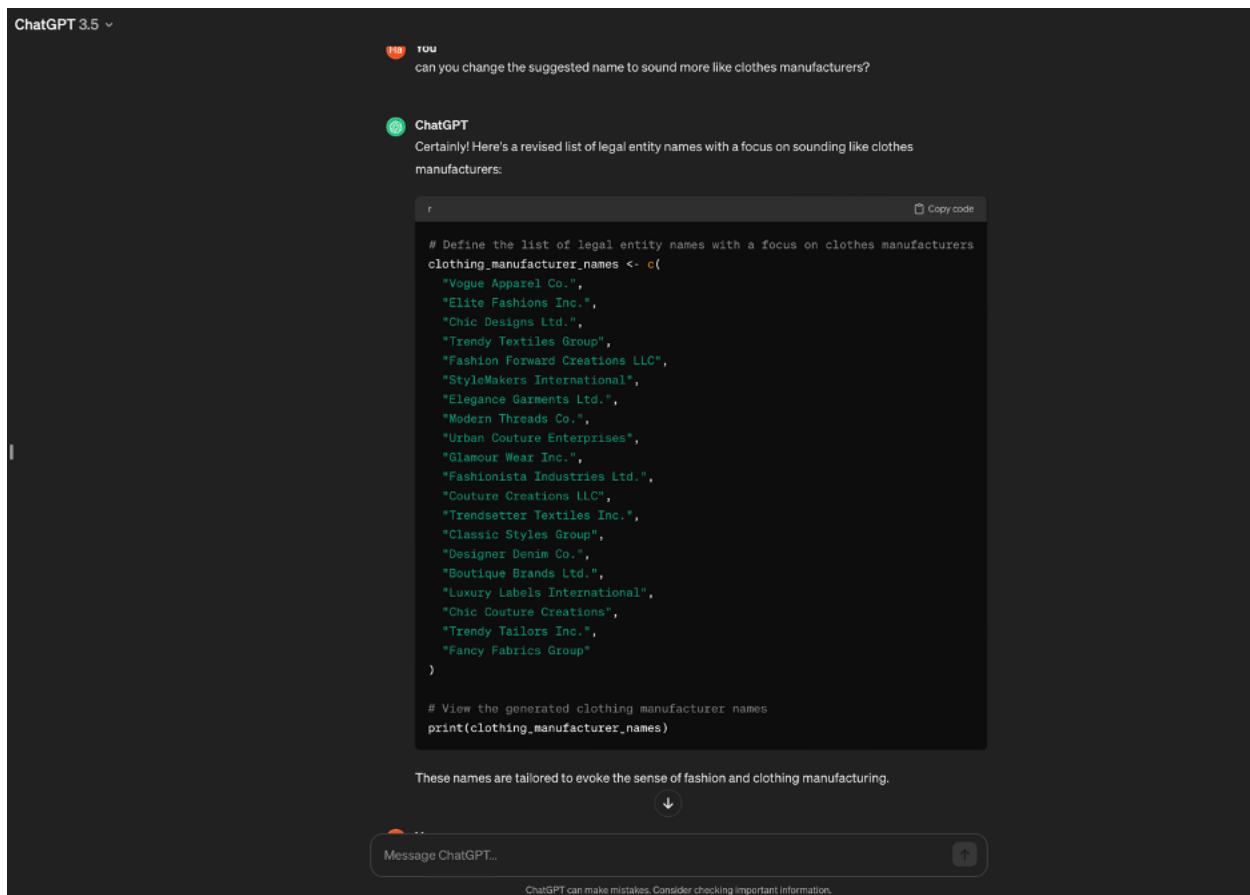 ChatGPT 3.5
Ha
You
can you change the suggested name to sound more like clothes manufacturers?
ChatGPT
Certainly! Here's a revised list of legal entity names with a focus on sounding like clothes
manufacturers:
r
Copy code
# Define the list of legal entity names with a focus on clothes manufacturers
clothing_manufacturer_names <- c(
  "Vogue Apparel Co.",
  "Elite Fashions Inc.",
  "Chic Designs Ltd.",
  "Trendy Textiles Group",
  "Fashion Forward Creations LLC",
  "StyleMakers International",
  "Elegance Garments Ltd.",
  "Modern Threads Co.",
  "Urban Couture Enterprises",
  "Glamour Wear Inc.",
  "Fashionista Industries Ltd.",
  "Couture Creations LLC",
  "Trendsetter Textiles Inc.",
  "Classic Styles Group",
  "Designer Denim Co.",
  "Boutique Brands Ltd.",
  "Luxury Labels International",
  "Chic Couture Creations",
  "Trendy Tailors Inc.",
  "Fancy Fabrics Group"
)
# View the generated clothing manufacturer names
print(clothing_manufacturer_names)
These names are tailored to evoke the sense of fashion and clothing manufacturing.
Message ChatGPT...
ChatGPT can make mistakes. Consider checking important information.